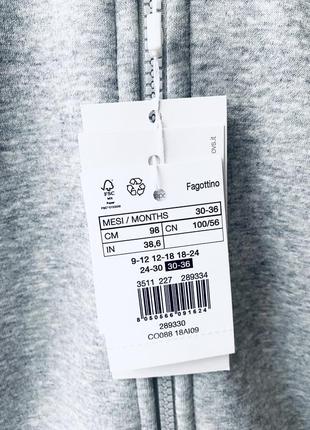 ovs.it
FSC
Fagottino
MESI / MONTHS 30-36
CM 98 CN 100/56
IN 38,6
9-12 12-18 18-24
24-30 30-36
3511 227 289334
8 050566 091624
289330
CO088 18AI09